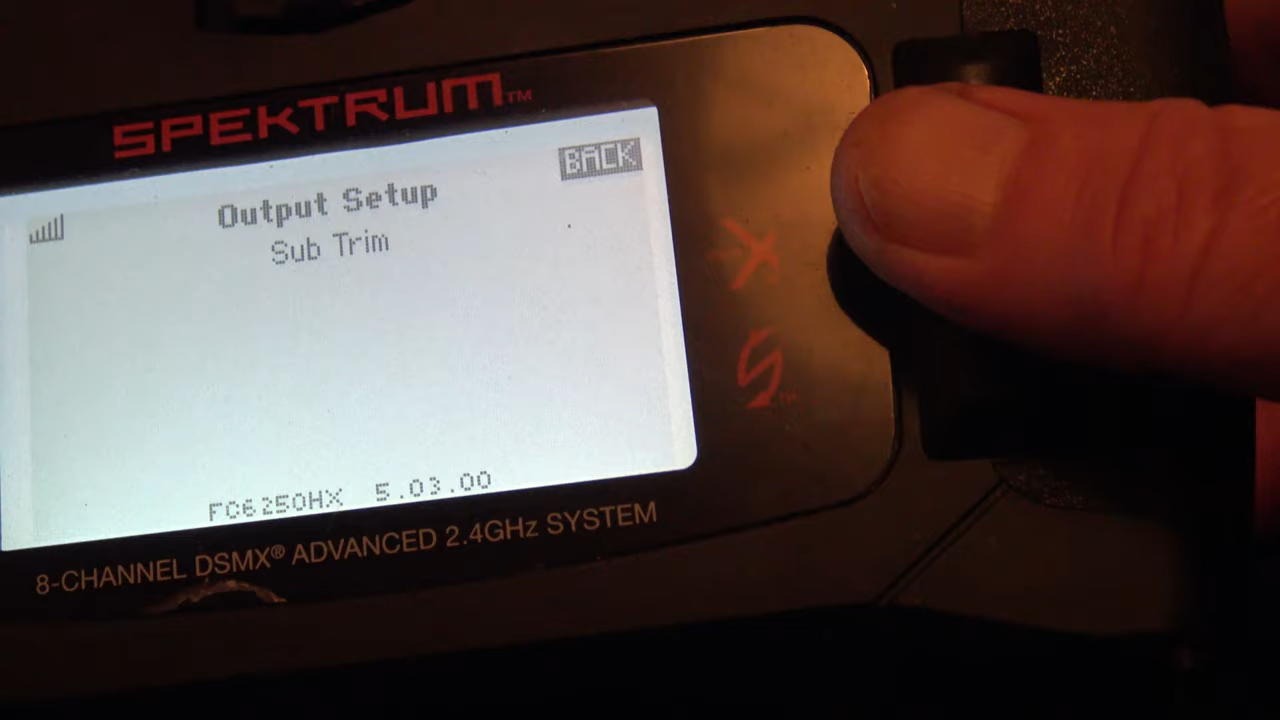 SPEKTRUM™
BACK
Output Setup
Sub Trim
FC6250HX 5.03.00
8-CHANNEL DSMX® ADVANCED 2.4GHz SYSTEM